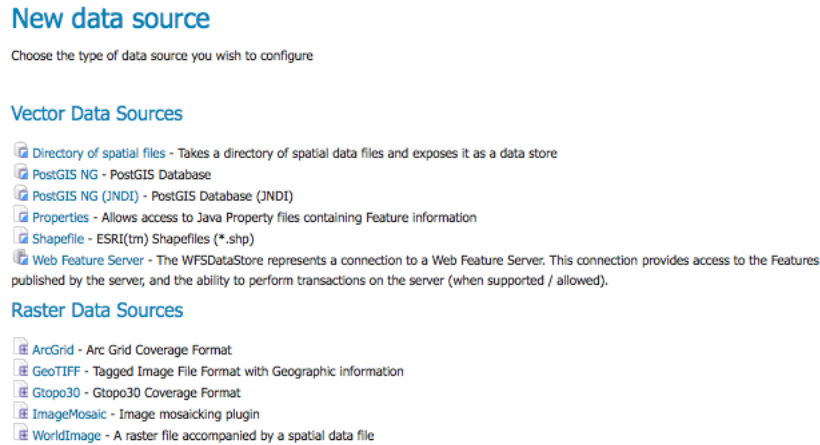 New data source
Choose the type of data source you wish to configure
Vector Data Sources
Directory of spatial files - Takes a directory of spatial data files and exposes it as a data store
PostGIS NG - PostGIS Database
PostGIS NG (JNDI) - PostGIS Database (JNDI)
Properties - Allows access to Java Property files containing Feature information
Shapefile - ESRI(tm) Shapefiles (*.shp)
Web Feature Server - The WFSDataStore represents a connection to a Web Feature Server. This connection provides access to the Features
published by the server, and the ability to perform transactions on the server (when supported / allowed).
Raster Data Sources
ArcGrid - Arc Grid Coverage Format
GeoTIFF - Tagged Image File Format with Geographic information
Gtopo30 - Gtopo30 Coverage Format
ImageMosaic - Image mosaicking plugin
WorldImage - A raster file accompanied by a spatial data file